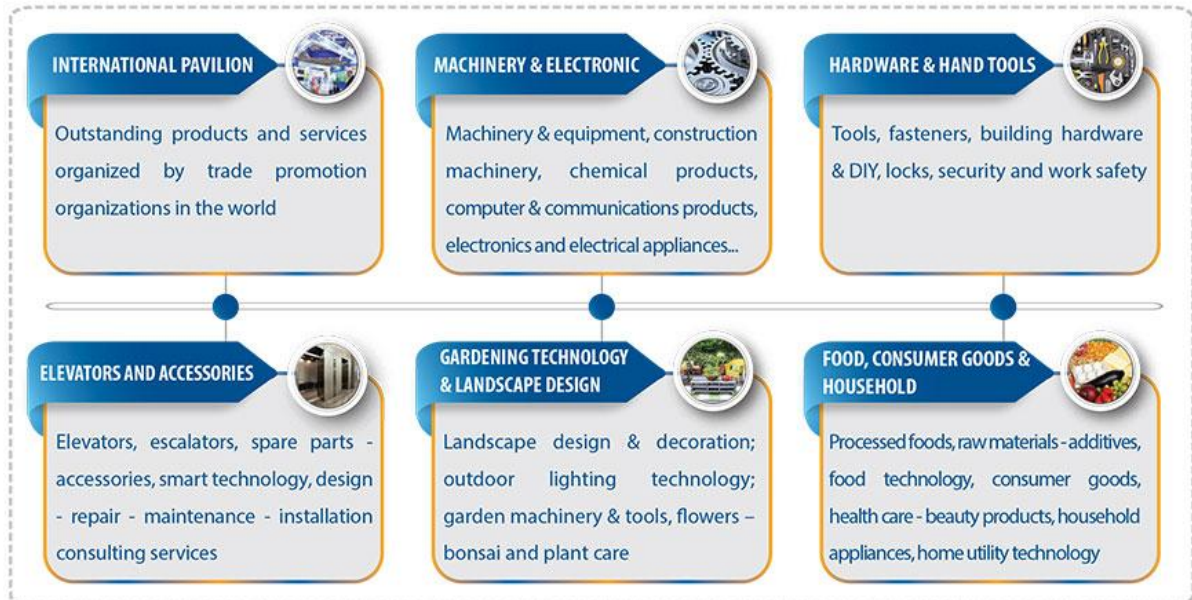 INTERNATIONAL PAVILION
Outstanding products and services
organized by trade promotion
organizations in the world
MACHINERY & ELECTRONIC
Machinery & equipment, construction
machinery, chemical products,
computer & communications products,
electronics and electrical appliances...
HARDWARE & HAND TOOLS
Tools, fasteners, building hardware
& DIY, locks, security and work safety
ELEVATORS AND ACCESSORIES
Elevators, escalators, spare parts -
accessories, smart technology, design
- repair - maintenance - installation
consulting services
GARDENING TECHNOLOGY
& LANDSCAPE DESIGN
Landscape design & decoration;
outdoor lighting technology;
garden machinery & tools, flowers –
bonsai and plant care
FOOD, CONSUMER GOODS &
HOUSEHOLD
Processed foods, raw materials - additives,
food technology, consumer goods,
health care - beauty products, household
appliances, home utility technology